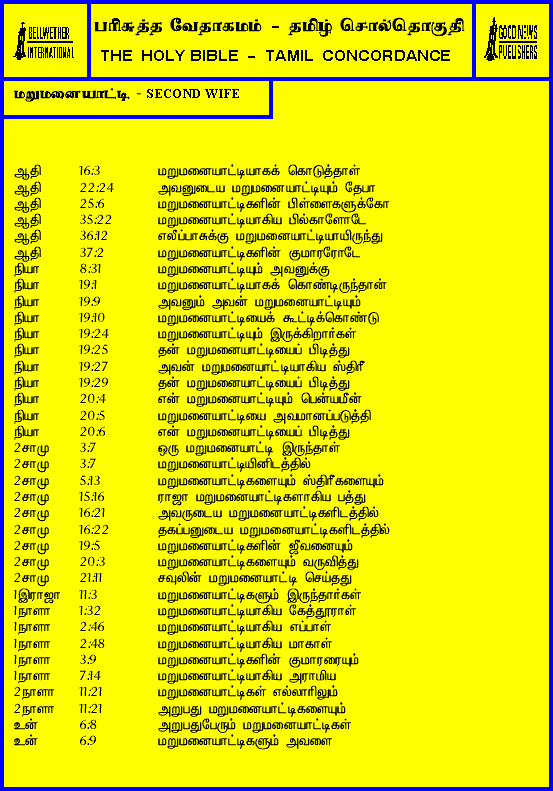 BELLWETHER
INTERNATIONAL
பரிசுத்த வேதாகமம் - தமிழ் சொல்தொகுதி
THE HOLY BIBLE - TAMIL CONCORDANCE
GOOD NEWS
PUBLISHERS
மறுமனையாட்டி - SECOND WIFE
ஆதி 16:3 மறுமனையாட்டியாகக் கொடுத்தாள்
ஆதி 22:24 அவனுடைய மறுமனையாட்டியும் தேபா
ஆதி 25:6 மறுமனையாட்டிகளின் பிள்ளைகளுக்கோ
ஆதி 35:22 மறுமனையாட்டியாகிய பில்காளோடே
ஆதி 36:12 எலீப்பாசுக்கு மறுமனையாட்டியாயிருந்து
ஆதி 37:2 மறுமனையாட்டிகளின் குமாரரோடே
நியா 8:31 மறுமனையாட்டியும் அவனுக்கு
நியா 19:1 மறுமனையாட்டியாகக் கொண்டிருந்தான்
நியா 19:9 அவனும் அவன் மறுமனையாட்டியும்
நியா 19:10 மறுமனையாட்டியைக் கூட்டிக்கொண்டு
நியா 19:24 மறுமனையாட்டியும் இருக்கிறார்கள்
நியா 19:25 தன் மறுமனையாட்டியைப் பிடித்து
நியா 19:27 அவன் மறுமனையாட்டியாகிய ஸ்திரீ
நியா 19:29 தன் மறுமனையாட்டியைப் பிடித்து
நியா 20:4 என் மறுமனையாட்டியும் பென்யமீன்
நியா 20:5 மறுமனையாட்டியை அவமானப்படுத்தி
நியா 20:6 என் மறுமனையாட்டியைப் பிடித்து
2சாமு 3:7 ஒரு மறுமனையாட்டி இருந்தாள்
2சாமு 3:7 மறுமனையாட்டியினிடத்தில்
2சாமு 5:13 மறுமனையாட்டிகளையும் ஸ்திரீகளையும்
2சாமு 15:16 ராஜா மறுமனையாட்டிகளாகிய பத்து
2சாமு 16:21 அவருடைய மறுமனையாட்டிகளிடத்தில்
2சாமு 16:22 தகப்பனுடைய மறுமனையாட்டிகளிடத்தில்
2சாமு 19:5 மறுமனையாட்டிகளின் ஜீவனையும்
2சாமு 20:3 மறுமனையாட்டிகளையும் வருவித்து
2சாமு 21:11 சவுலின் மறுமனையாட்டி செய்தது
1இராஜா 11:3 மறுமனையாட்டிகளும் இருந்தார்கள்
1நாளா 1:32 மறுமனையாட்டியாகிய கேத்தூராள்
1நாளா 2:46 மறுமனையாட்டியாகிய எப்பாள்
1நாளா 2:48 மறுமனையாட்டியாகிய மாகாள்
1நாளா 3:9 மறுமனையாட்டிகளின் குமாரரையும்
1நாளா 7:14 மறுமனையாட்டியாகிய அராமிய
2நாளா 11:21 மறுமனையாட்டிகள் எல்லாரிலும்
2நாளா 11:21 அறுபது மறுமனையாட்டிகளையும்
உன் 6:8 அறுபதுபேரும் மறுமனையாட்டிகள்
உன் 6:9 மறுமனையாட்டிகளும் அவளை